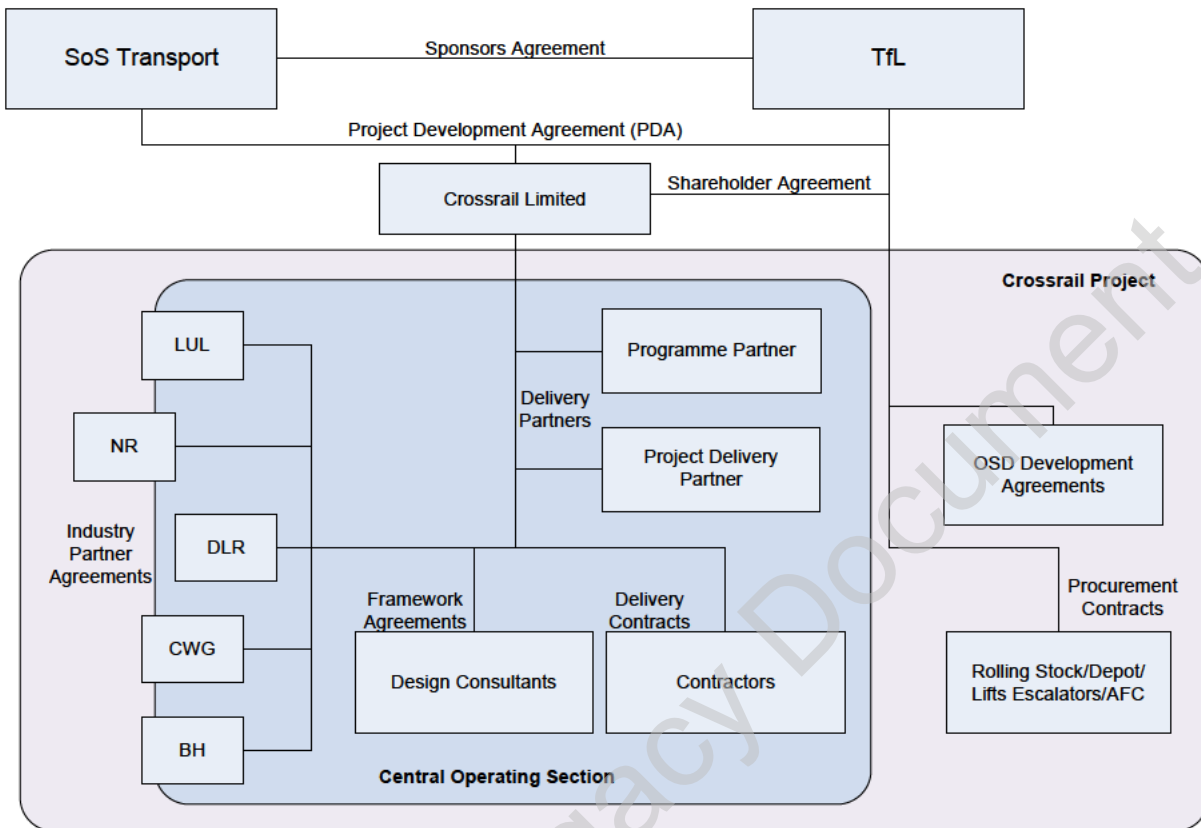 SoS Transport
Sponsors Agreement
TfL
Project Development Agreement (PDA)
Crossrail Limited
Shareholder Agreement
Crossrail Project
LUL
NR
DLR
CWG
BH
Industry
Partner
Agreements
Programme Partner
Delivery
Partners
Project Delivery
Partner
OSD Development
Agreements
Framework
Agreements
Delivery
Contracts
Procurement
Contracts
Design Consultants
Contractors
Rolling Stock/Depot/
Lifts Escalators/AFC
Central Operating Section
gacy Document